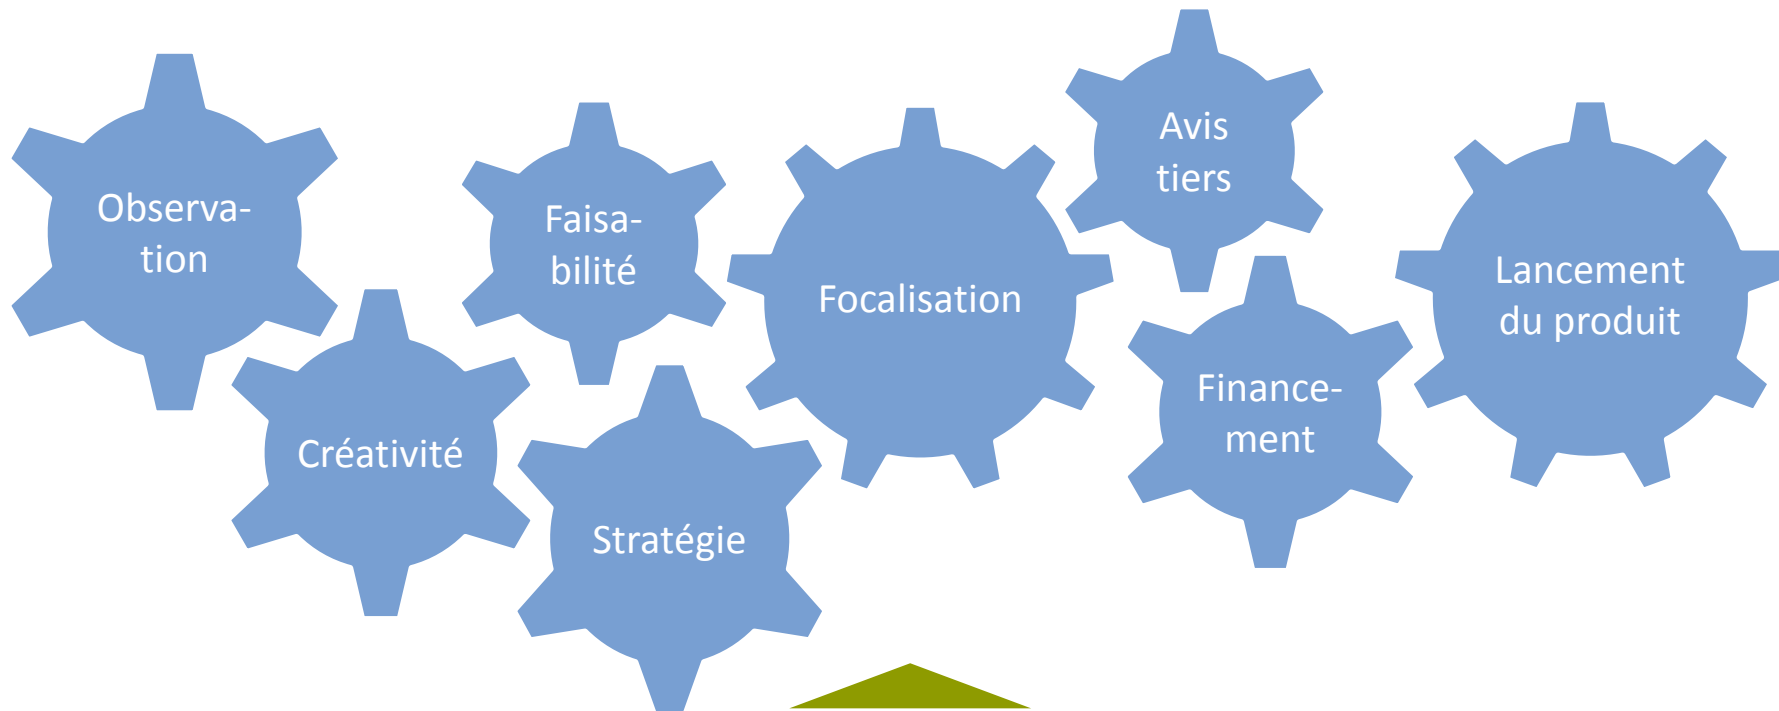 Observa-
tion
Créativité
Faisa-
bilité
Stratégie
Focalisation
Avis
tiers
Finance-
ment
Lancement
du produit